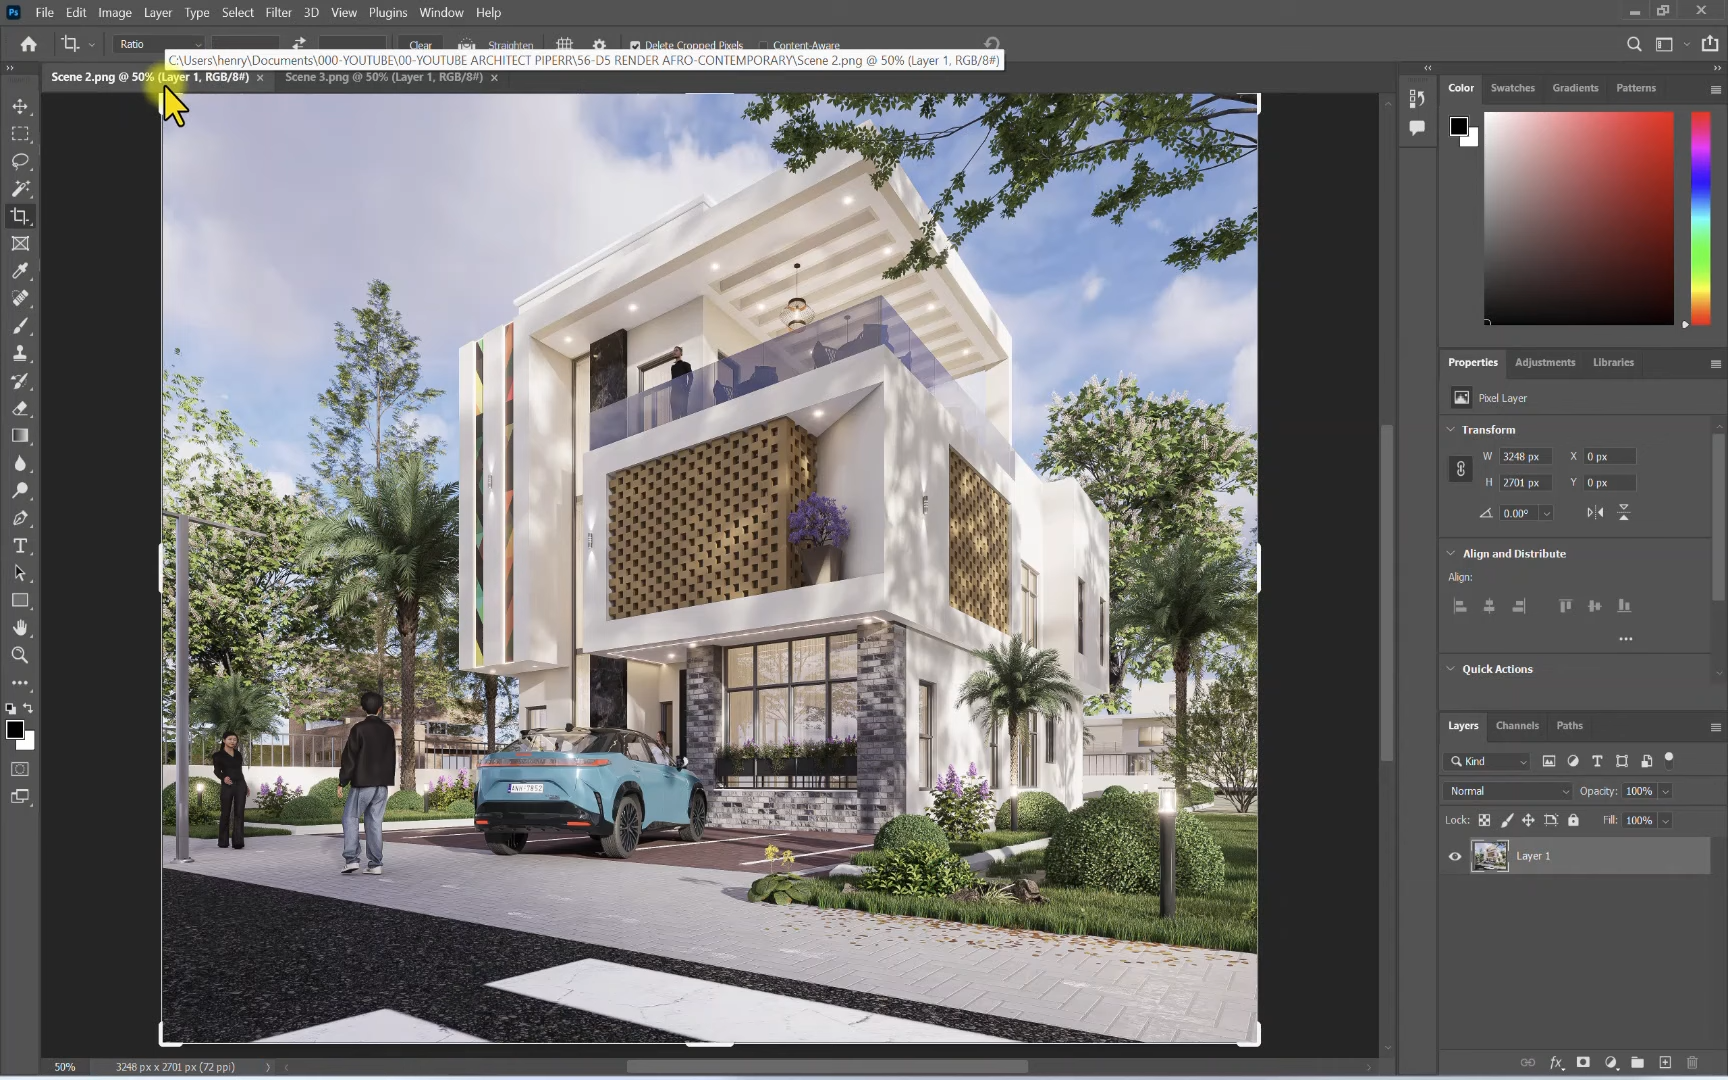 Ps File Edit Image Layer Type Select Filter 3D View Plugins Window Help
Ratio Clear Straighten Delete Cropped Pixels Content-Aware
C:\Users\henry\Documents\000-YOUTUBE\00-YOUTUBE ARCHITECT PIPERR\56-D5 RENDER AFRO-CONTEMPORARY\Scene 2.png @ 50% (Layer 1, RGB/8#)
Scene 2.png @ 50% (Layer 1, RGB/8#) × Scene 3.png @ 50% (Layer 1, RGB/8#) ×
Color Swatches Gradients Patterns
Properties Adjustments Libraries
Pixel Layer
Transform
W 3248 px X 0 px
H 2701 px Y 0 px
0.00°
Align and Distribute
Align:
Quick Actions
Layers Channels Paths
Kind
Normal Opacity: 100%
Lock: Fill: 100%
Layer 1
ANH-7852
50% 3248 px x 2701 px (72 ppi)
fx